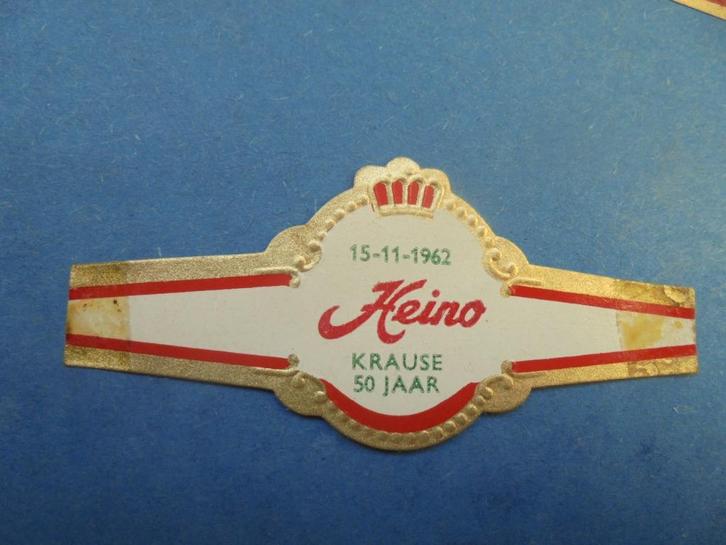 15-11-1962
Heino
KRAUSE
50 JAAR